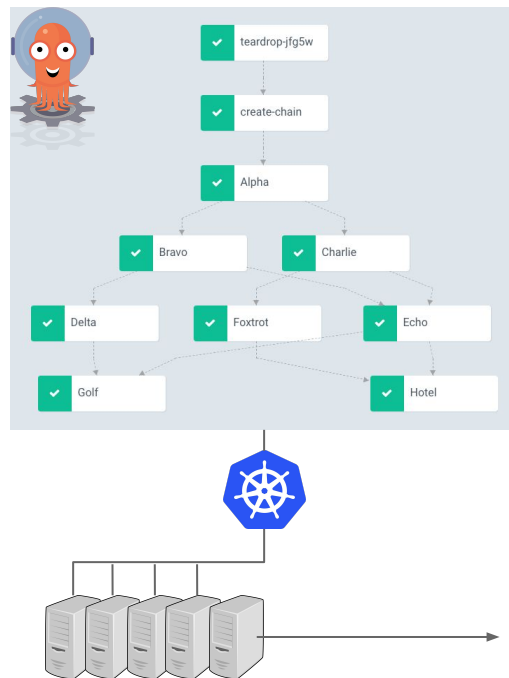 teardrop-jfg5w
create-chain
Alpha
Bravo
Charlie
Delta
Foxtrot
Echo
Golf
Hotel